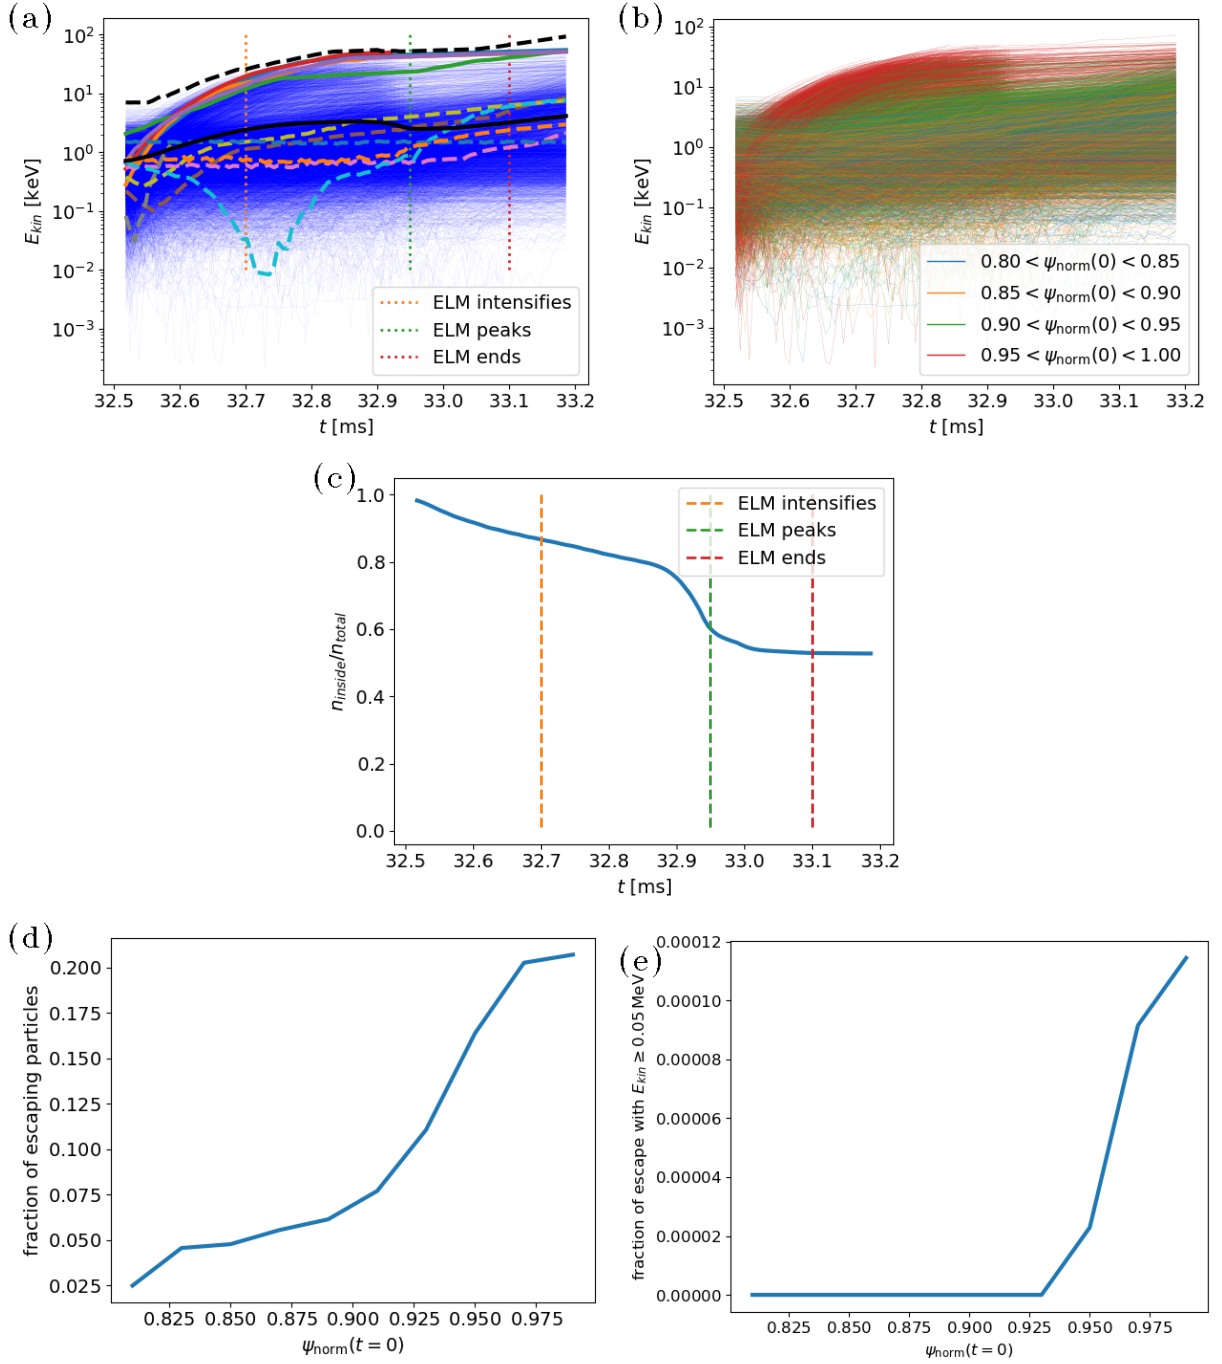 (a)
10²
10¹
10⁰
10⁻¹
10⁻²
10⁻³
E_kin [keV]
ELM intensifies
ELM peaks
ELM ends
32.5 32.6 32.7 32.8 32.9 33.0 33.1 33.2
t [ms]
(b)
10²
10¹
10⁰
10⁻¹
10⁻²
10⁻³
E_kin [keV]
0.80 < ψ_norm(0) < 0.85
0.85 < ψ_norm(0) < 0.90
0.90 < ψ_norm(0) < 0.95
0.95 < ψ_norm(0) < 1.00
32.5 32.6 32.7 32.8 32.9 33.0 33.1 33.2
t [ms]
(c)
1.0
0.8
0.6
0.4
0.2
0.0
n_inside/n_total
ELM intensifies
ELM peaks
ELM ends
32.5 32.6 32.7 32.8 32.9 33.0 33.1 33.2
t [ms]
(d)
0.200
0.175
0.150
0.125
0.100
0.075
0.050
0.025
fraction of escaping particles
0.825 0.850 0.875 0.900 0.925 0.950 0.975
ψ_norm(t = 0)
(e)
0.00012
0.00010
0.00008
0.00006
0.00004
0.00002
0.00000
fraction of escape with E_kin ≥ 0.05 MeV
0.825 0.850 0.875 0.900 0.925 0.950 0.975
ψ_norm(t = 0)